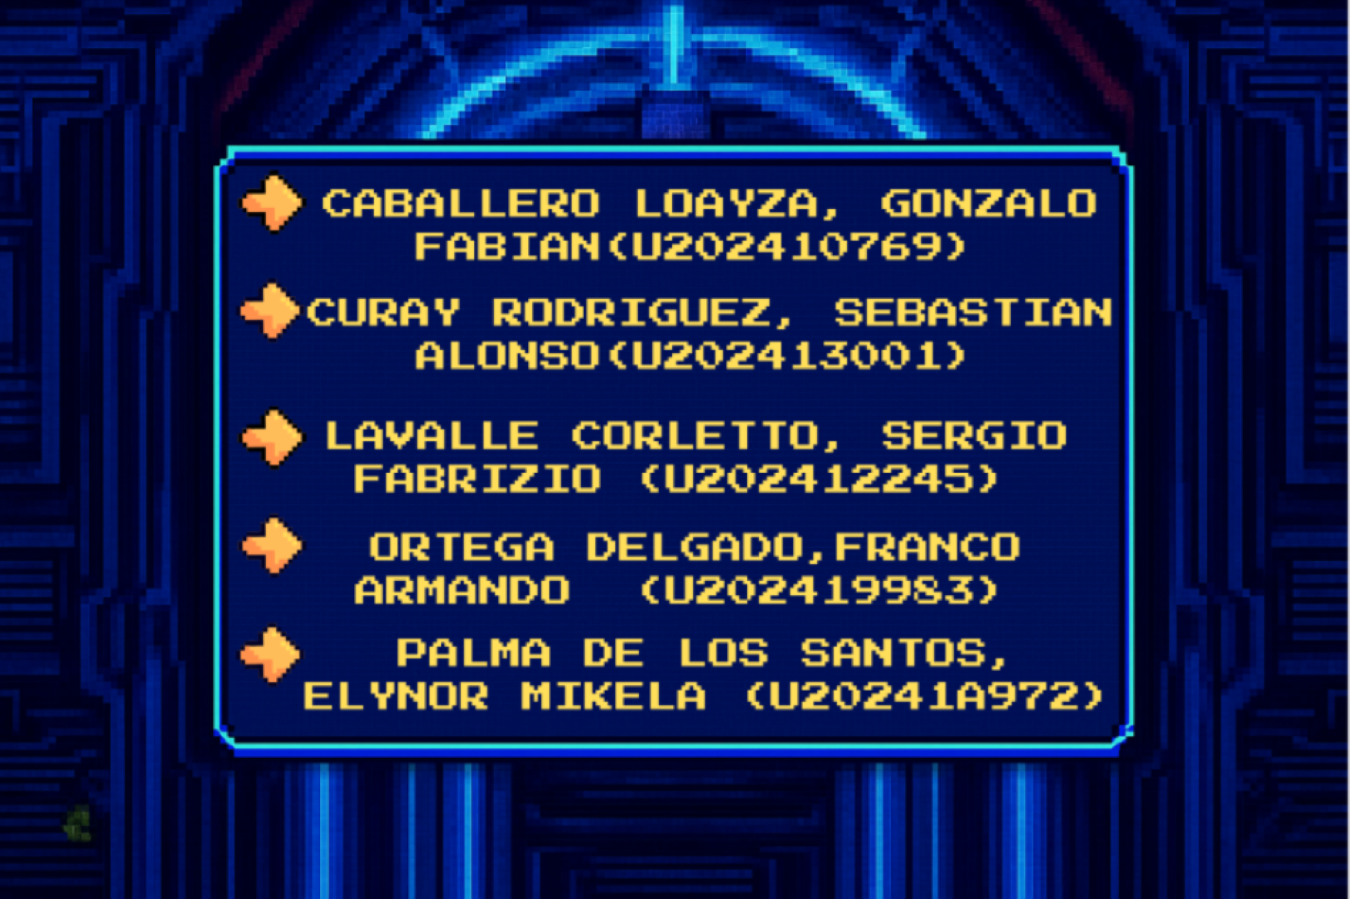 CABALLERO LOAYZA, GONZALO
FABIAN(U202410769)
CURAY RODRIGUEZ, SEBASTIAN
ALONSO(U202413001)
LAVALLE CORLETTO, SERGIO
FABRIZIO (U202412245)
ORTEGA DELGADO,FRANCO
ARMANDO (U202419983)
PALMA DE LOS SANTOS,
ELYNOR MIKELA (U20241A972)